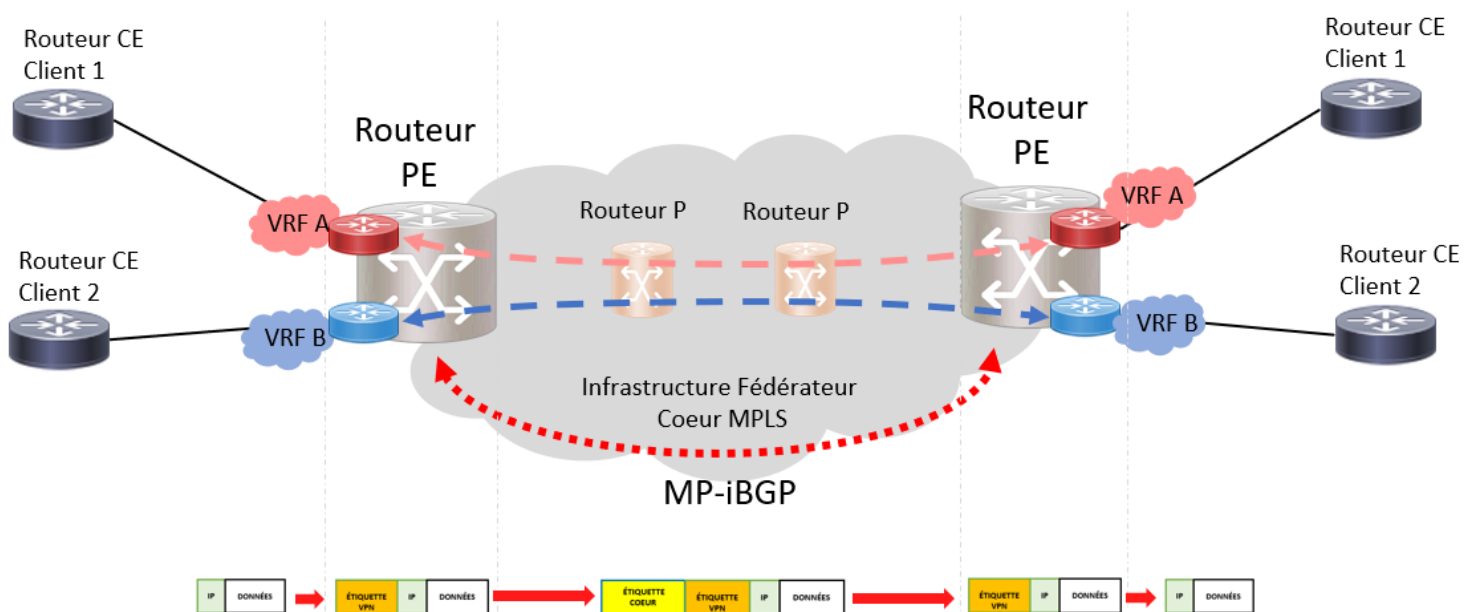 Routeur CE
Client 1
Routeur CE
Client 1
Routeur
PE
Routeur
PE
VRF A
Routeur P
Routeur P
VRF A
Routeur CE
Client 2
Routeur CE
Client 2
VRF B
VRF B
Infrastructure Fédérateur
Coeur MPLS
MP-iBGP
IP DONNÉES
ÉTIQUETTE
VPN
IP DONNÉES
ÉTIQUETTE
COEUR
ÉTIQUETTE
VPN
IP DONNÉES
ÉTIQUETTE
VPN
IP DONNÉES
IP DONNÉES